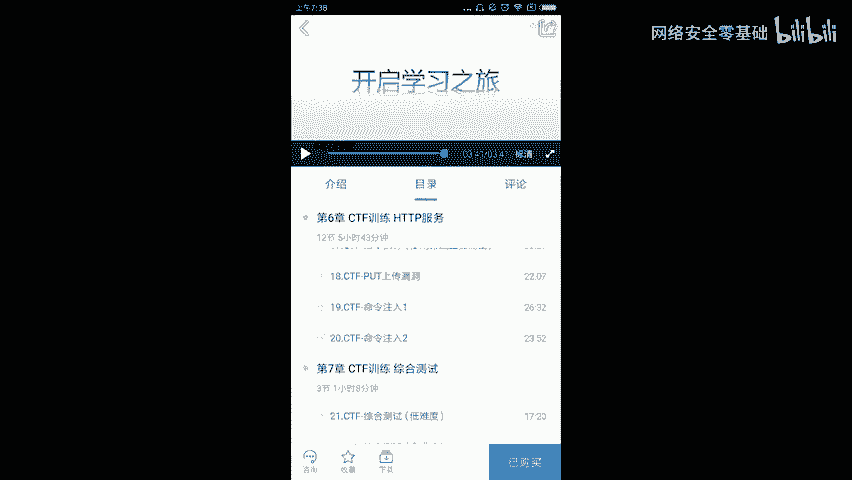 上午7:38
网络安全零基础 bilibili
开启学习之旅
标清
介绍 目录 评论
第6章 CTF训练 HTTP服务
12节 5小时43分钟
18.CTF-PUT上传漏洞 22:07
19.CTF-命令注入1 26:32
20.CTF-命令注入2 23:52
第7章 CTF训练 综合测试
3节 1小时8分钟
21.CTF-综合测试（低难度） 17:20
咨询 收藏 下载 已购买